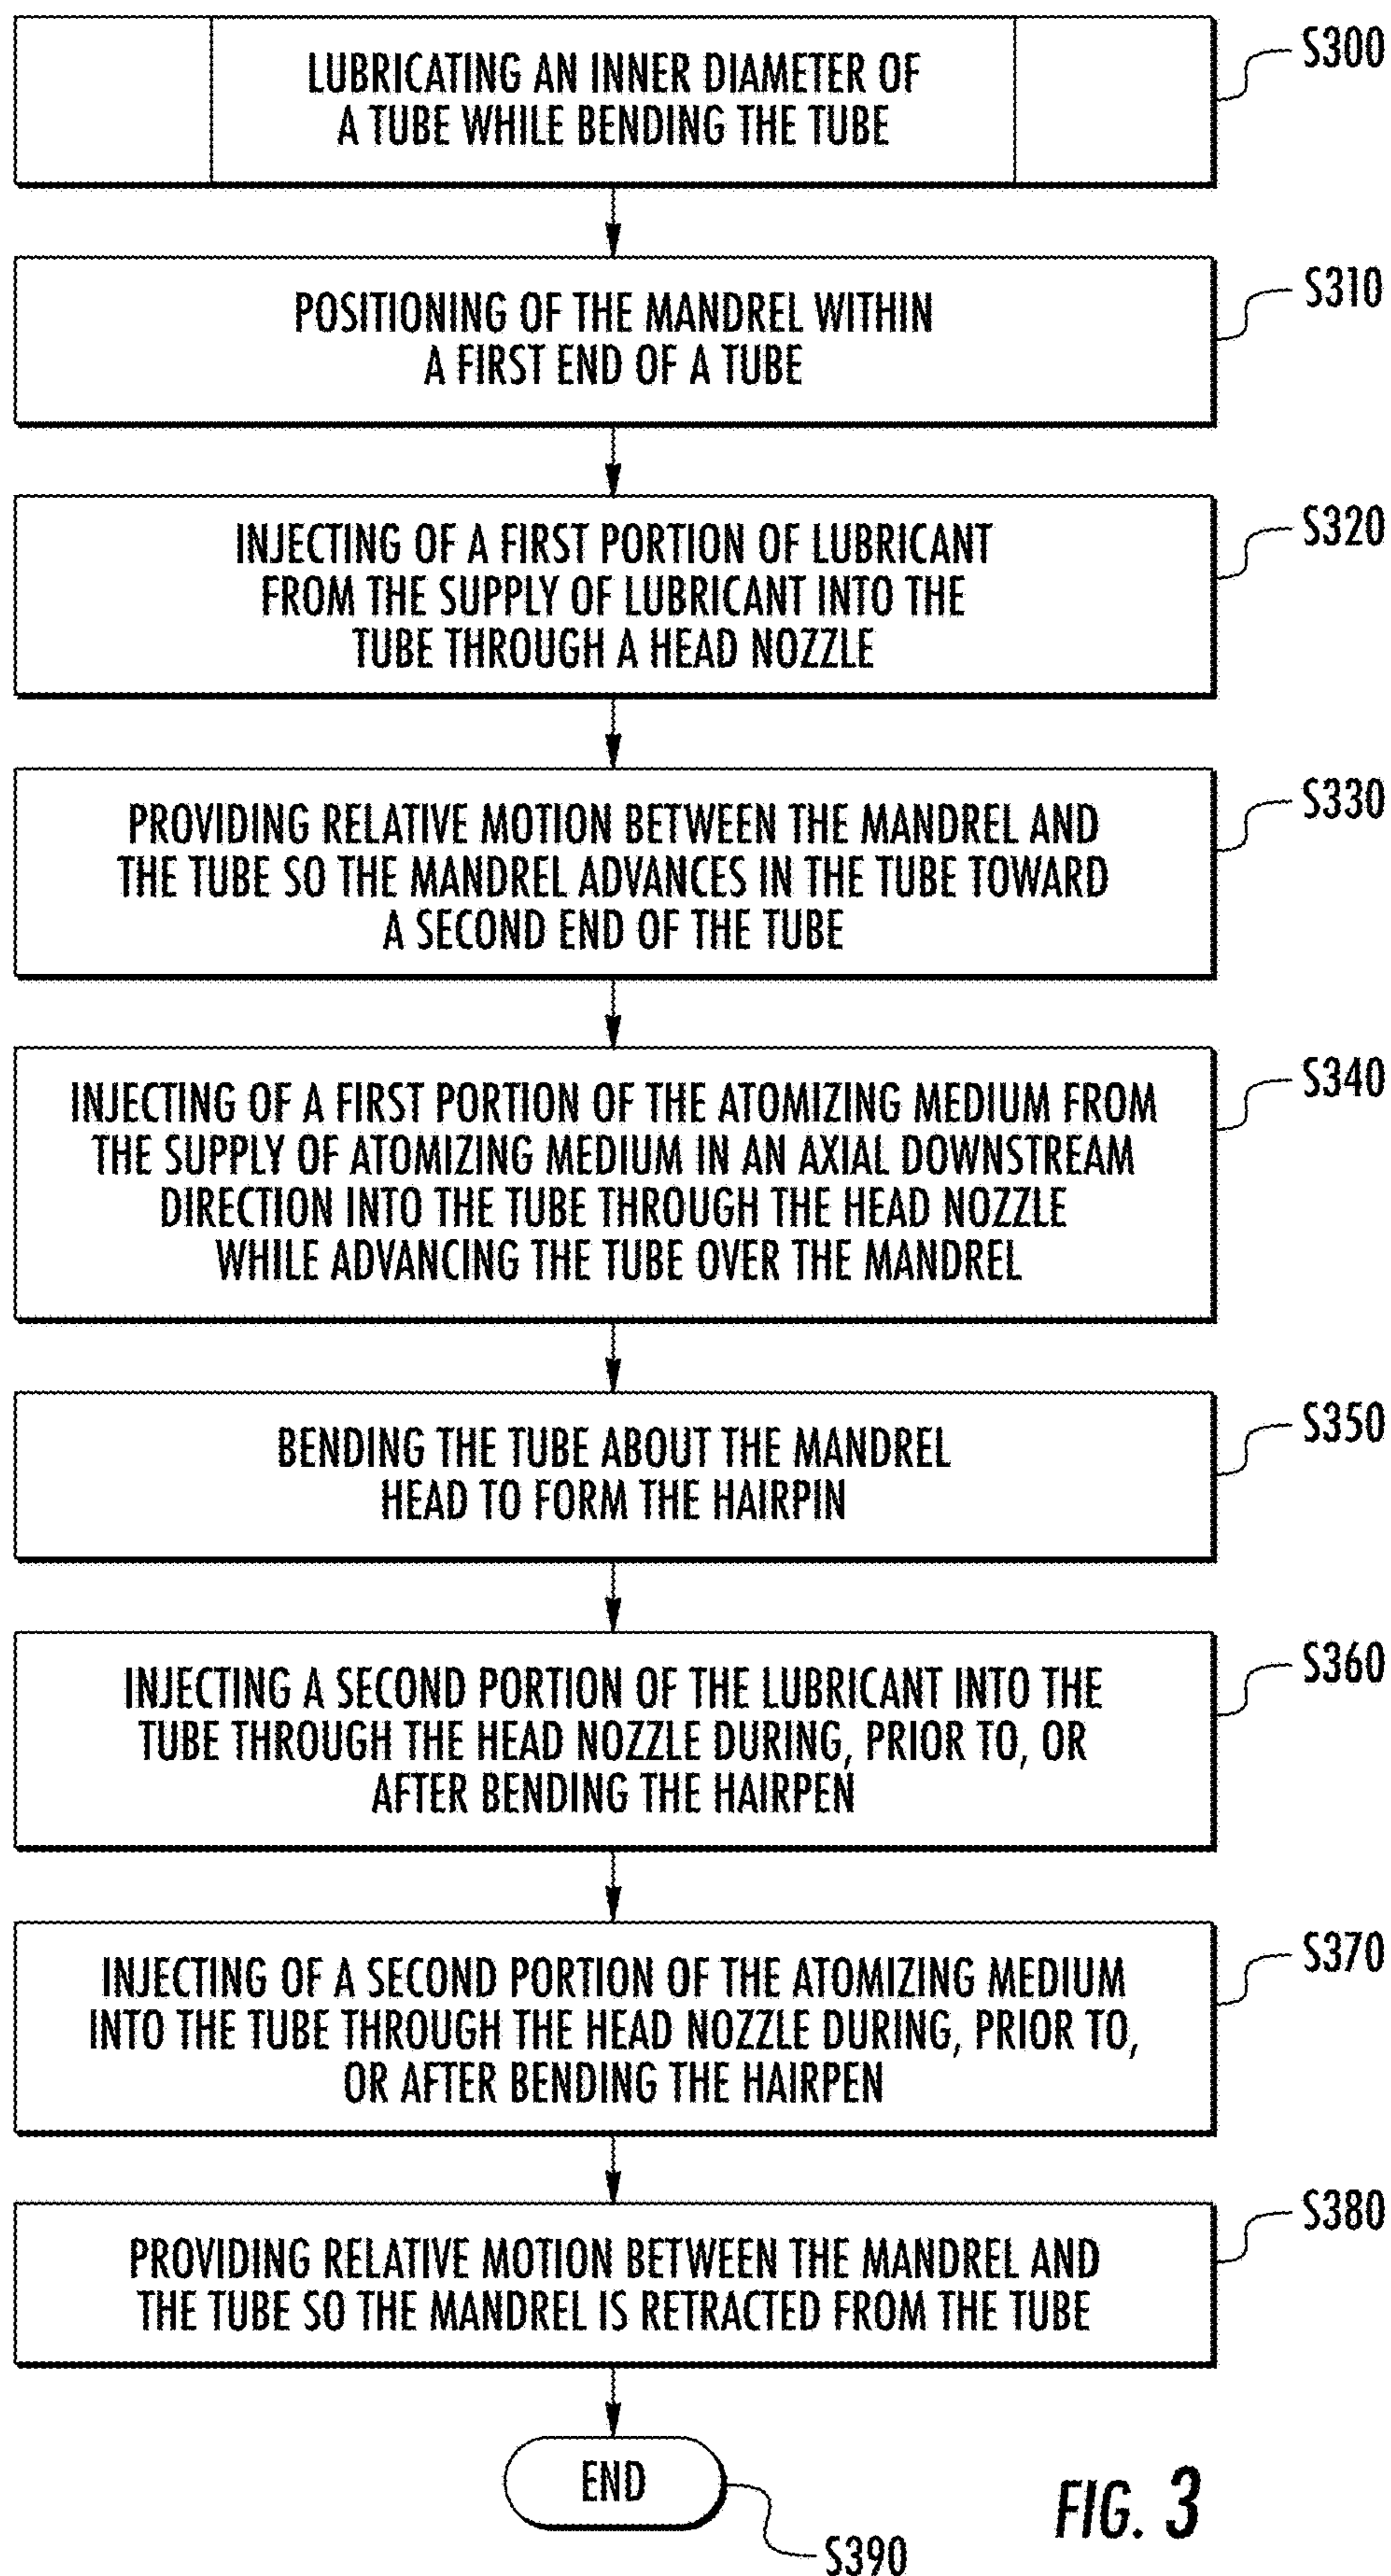 LUBRICATING AN INNER DIAMETER OF
A TUBE WHILE BENDING THE TUBE
S300
POSITIONING OF THE MANDREL WITHIN
A FIRST END OF A TUBE
S310
INJECTING OF A FIRST PORTION OF LUBRICANT
FROM THE SUPPLY OF LUBRICANT INTO THE
TUBE THROUGH A HEAD NOZZLE
S320
PROVIDING RELATIVE MOTION BETWEEN THE MANDREL AND
THE TUBE SO THE MANDREL ADVANCES IN THE TUBE TOWARD
A SECOND END OF THE TUBE
S330
INJECTING OF A FIRST PORTION OF THE ATOMIZING MEDIUM FROM
THE SUPPLY OF ATOMIZING MEDIUM IN AN AXIAL DOWNSTREAM
DIRECTION INTO THE TUBE THROUGH THE HEAD NOZZLE
WHILE ADVANCING THE TUBE OVER THE MANDREL
S340
BENDING THE TUBE ABOUT THE MANDREL
HEAD TO FORM THE HAIRPIN
S350
INJECTING A SECOND PORTION OF THE LUBRICANT INTO THE
TUBE THROUGH THE HEAD NOZZLE DURING, PRIOR TO, OR
AFTER BENDING THE HAIRPEN
S360
INJECTING OF A SECOND PORTION OF THE ATOMIZING MEDIUM
INTO THE TUBE THROUGH THE HEAD NOZZLE DURING, PRIOR TO,
OR AFTER BENDING THE HAIRPEN
S370
PROVIDING RELATIVE MOTION BETWEEN THE MANDREL AND
THE TUBE SO THE MANDREL IS RETRACTED FROM THE TUBE
S380
END
S390
FIG. 3